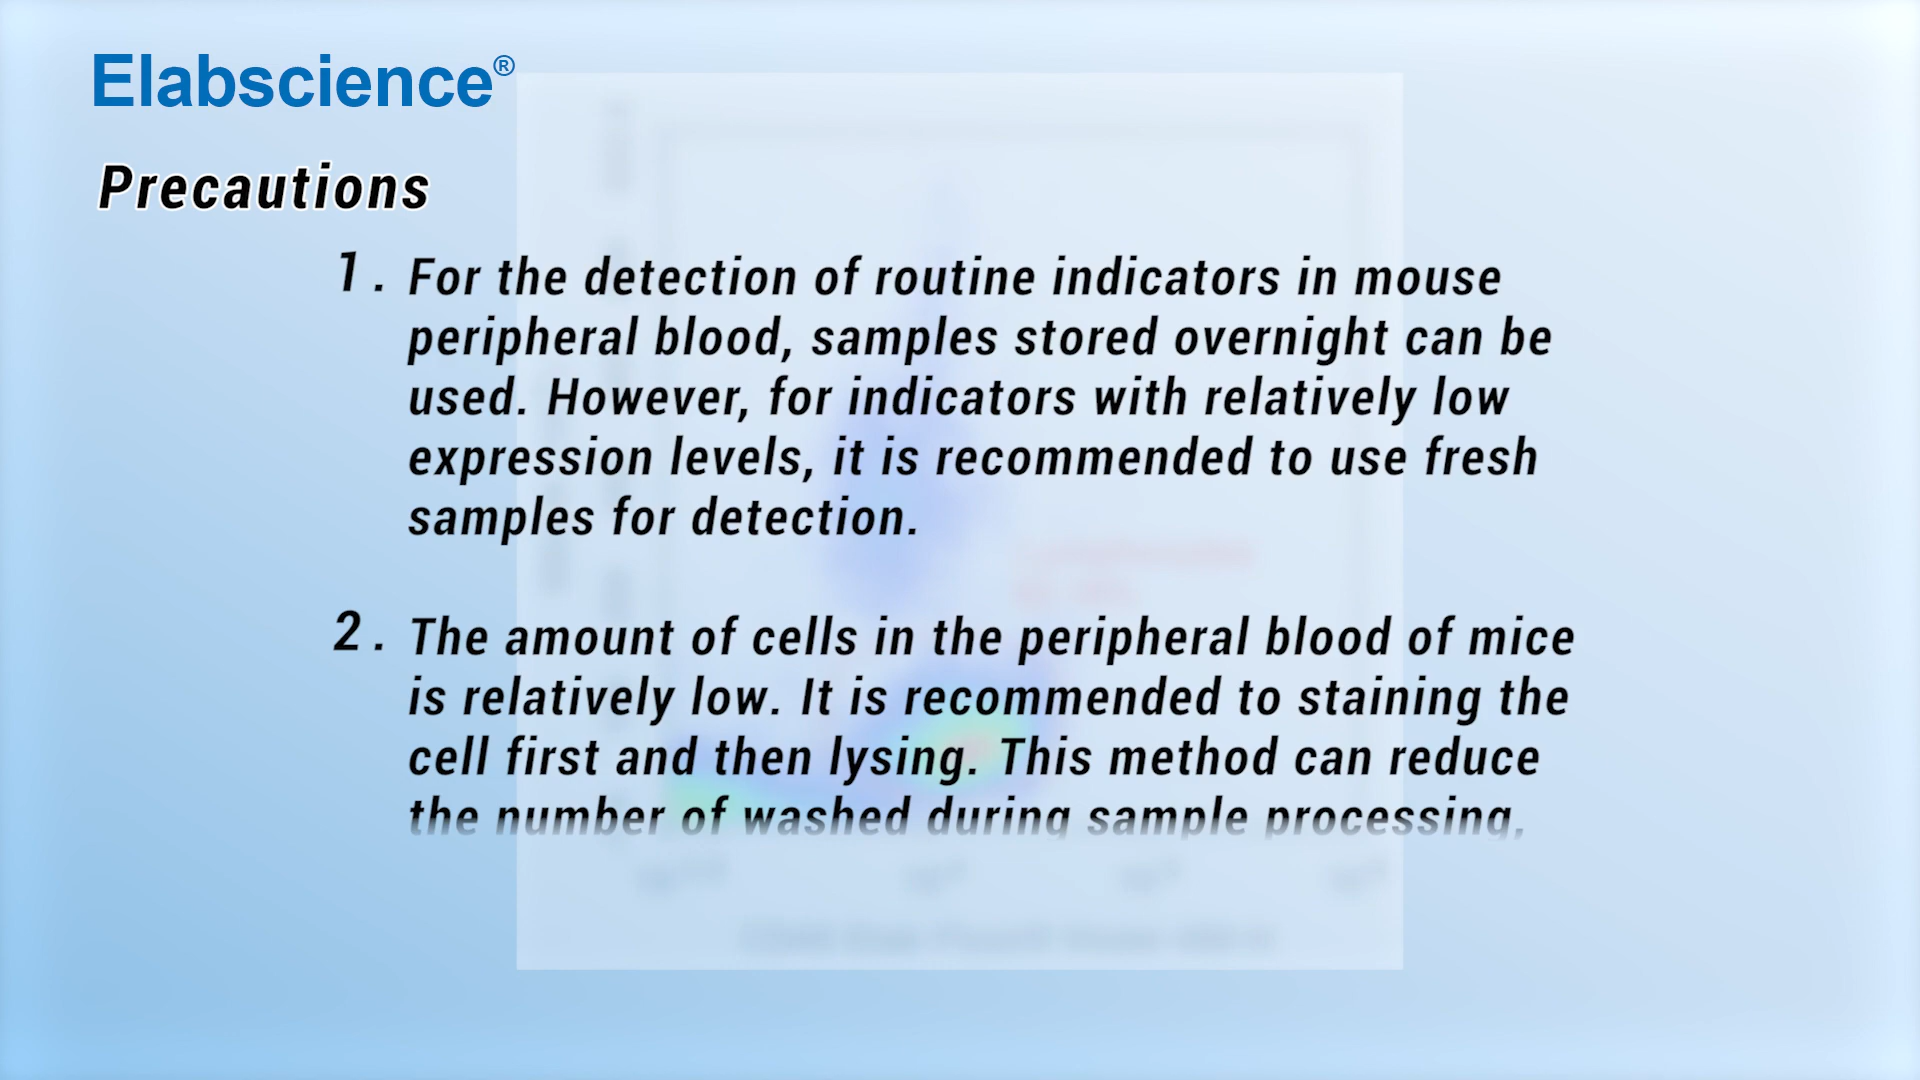 Elabscience®
Precautions
1. For the detection of routine indicators in mouse
peripheral blood, samples stored overnight can be
used. However, for indicators with relatively low
expression levels, it is recommended to use fresh
samples for detection.
2. The amount of cells in the peripheral blood of mice
is relatively low. It is recommended to staining the
cell first and then lysing. This method can reduce
the number of washed during sample processing,